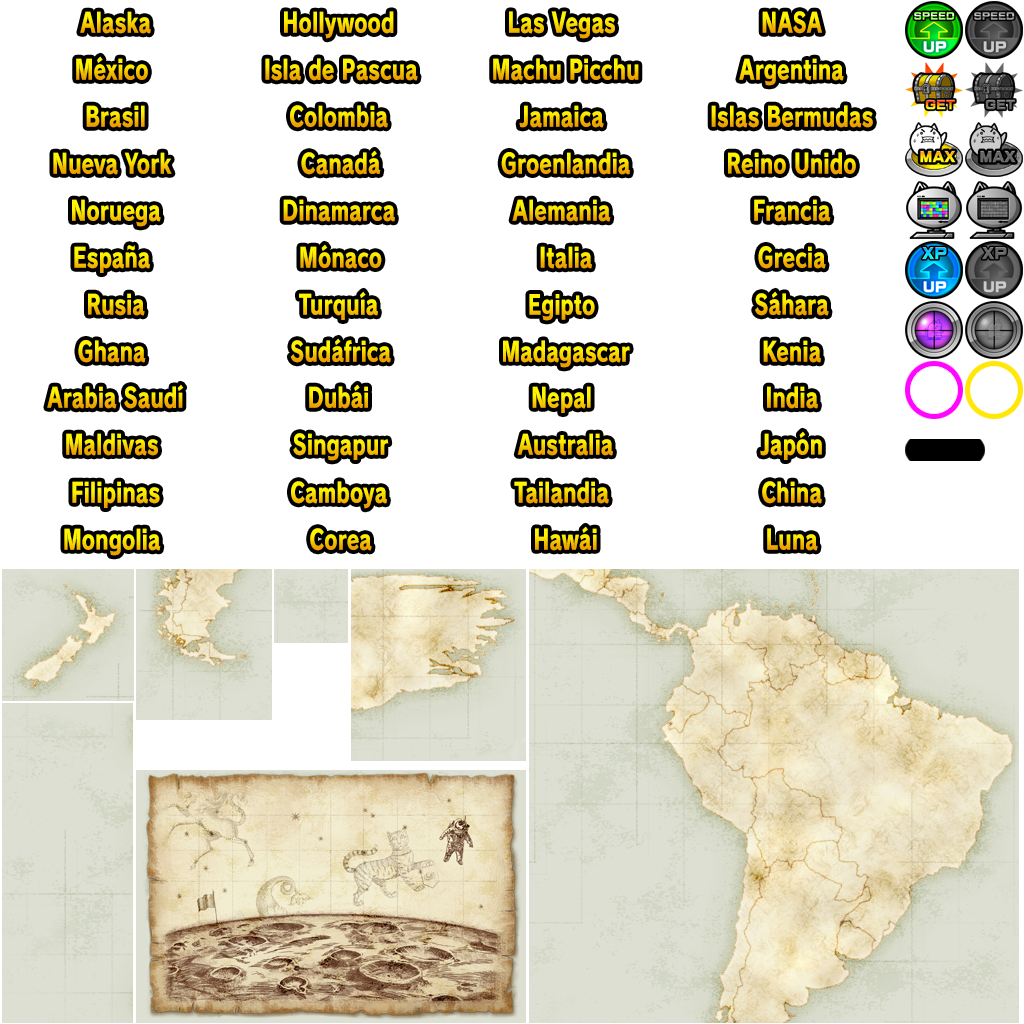 Alaska Hollywood Las Vegas NASA SPEED UP SPEED UP
México Isla de Pascua Machu Picchu Argentina GET GET
Brasil Colombia Jamaica Islas Bermudas
Nueva York Canadá Groenlandia Reino Unido MAX MAX
Noruega Dinamarca Alemania Francia
España Mónaco Italia Grecia XP UP XP UP
Rusia Turquía Egipto Sáhara
Ghana Sudáfrica Madagascar Kenia
Arabia Saudí Dubái Nepal India
Maldivas Singapur Australia Japón
Filipinas Camboya Tailandia China
Mongolia Corea Hawái Luna